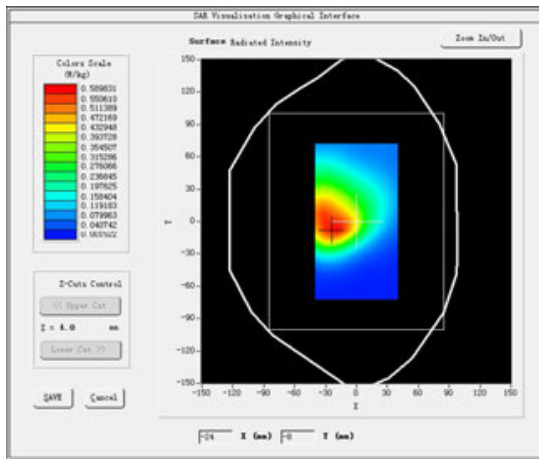 SAR Visualisation Graphical Interface
Surface Radiated Intensity
Zoom In/Out
Colors Scale
(W/kg)
0.589831
0.550610
0.511389
0.472169
0.432948
0.393728
0.354507
0.315286
0.276066
0.236845
0.197625
0.158404
0.119183
0.079963
0.040742
0.001522
Z-Cuts Control
<< Upper Cut
Z = 4.0 mm
Lower Cut >>
SAVE
Cancel
150
120
90
60
30
0
-30
-60
-90
-120
-150
Y
-150 -120 -90 -60 -30 0 30 60 90 120 150
X
-24 X (mm) -8 Y (mm)